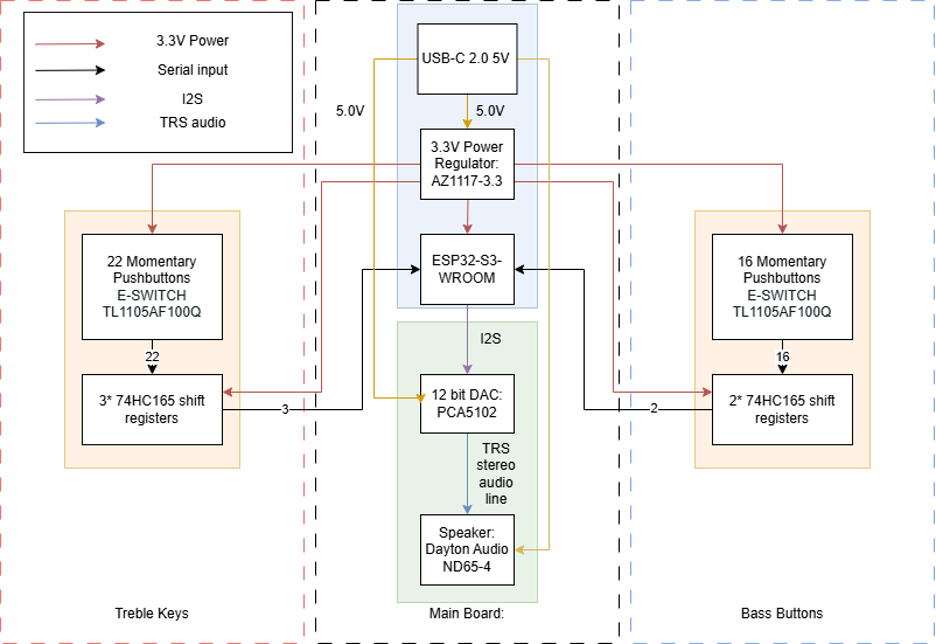 3.3V Power
Serial input
I2S
TRS audio
USB-C 2.0 5V
5.0V
5.0V
3.3V Power
Regulator:
AZ1117-3.3
22 Momentary
Pushbuttons
E-SWITCH
TL1105AF100Q
ESP32-S3-
WROOM
16 Momentary
Pushbuttons
E-SWITCH
TL1105AF100Q
22
I2S
16
3* 74HC165 shift
registers
3
12 bit DAC:
PCA5102
2
2* 74HC165 shift
registers
TRS
stereo
audio
line
Speaker:
Dayton Audio
ND65-4
Treble Keys
Main Board:
Bass Buttons